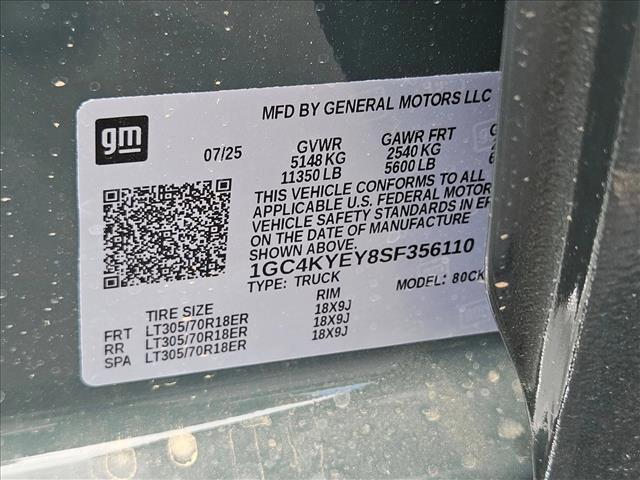 gm
MFD BY GENERAL MOTORS LLC
07/25 GVWR GAWR FRT G
5148 KG 2540 KG
11350 LB 5600 LB 6
THIS VEHICLE CONFORMS TO ALL
APPLICABLE U.S. FEDERAL MOTOR
VEHICLE SAFETY STANDARDS IN EF
ON THE DATE OF MANUFACTURE
SHOWN ABOVE.
1GC4KYEY8SF356110
TYPE: TRUCK MODEL: 80CK
TIRE SIZE RIM
FRT LT305/70R18ER 18X9J
RR LT305/70R18ER 18X9J
SPA LT305/70R18ER 18X9J